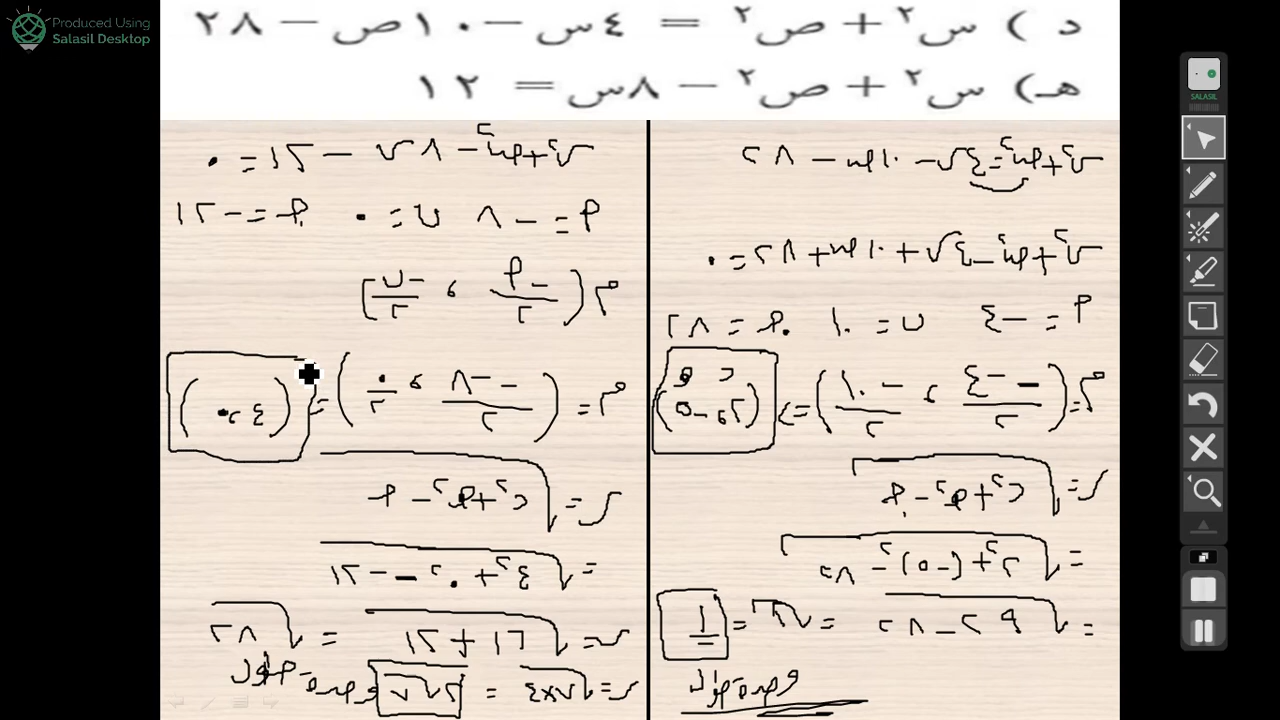 Produced Using
Salasil Desktop
SALASIL
د ) س٢ + ص٢ = ٤س − ١٠ص − ٢٨
هـ) س٢ + ص٢ − ٨س = ١٢
س٢+ص٢=٤س−١٠ص−٢٨
س٢+ص٢−٤س+١٠ص+٢٨=٠
٢ = −٤ ب = ١٠ جـ = ٢٨
م=(−−٤/٢ ، −١٠/٢) <= (٢،−٥)
د هـ
ر= √د٢+هـ٢−جـ
= √٢٢+(−٥)٢−٢٨
= √٢٩−٢٨ = √١ = ١
وحدة طول
س٢+ص٢−٨س−١٢=٠
٢ = −٨ ب = ٠ جـ = −١٢
م(−٢/٢ ، −ب/٢)
م=(−−٨/٢ ، ٠/٢) = (٤،٠)
ر= √د٢+هـ٢−جـ
= √٤٢+٠٢−−١٢
ر= √١٦+١٢ = √٢٨
ر= √٧×٤ = ٢√٧ وحدة طول